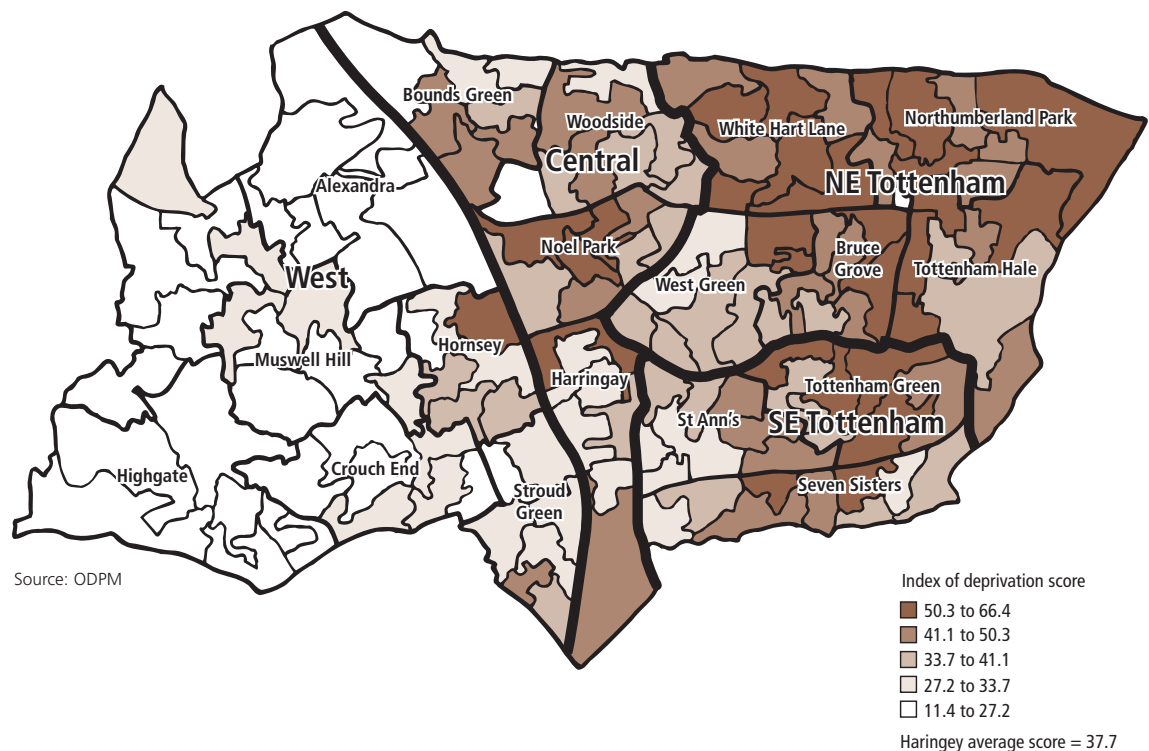 Bounds Green
Woodside
White Hart Lane
Northumberland Park
Central
Alexandra
NE Tottenham
Noel Park
Bruce
Grove
West
West Green
Tottenham Hale
Hornsey
Muswell Hill
Harringay
Tottenham Green
St Ann's
SE Tottenham
Highgate
Crouch End
Stroud
Green
Seven Sisters
Source: ODPM
Index of deprivation score
50.3 to 66.4
41.1 to 50.3
33.7 to 41.1
27.2 to 33.7
11.4 to 27.2
Haringey average score = 37.7